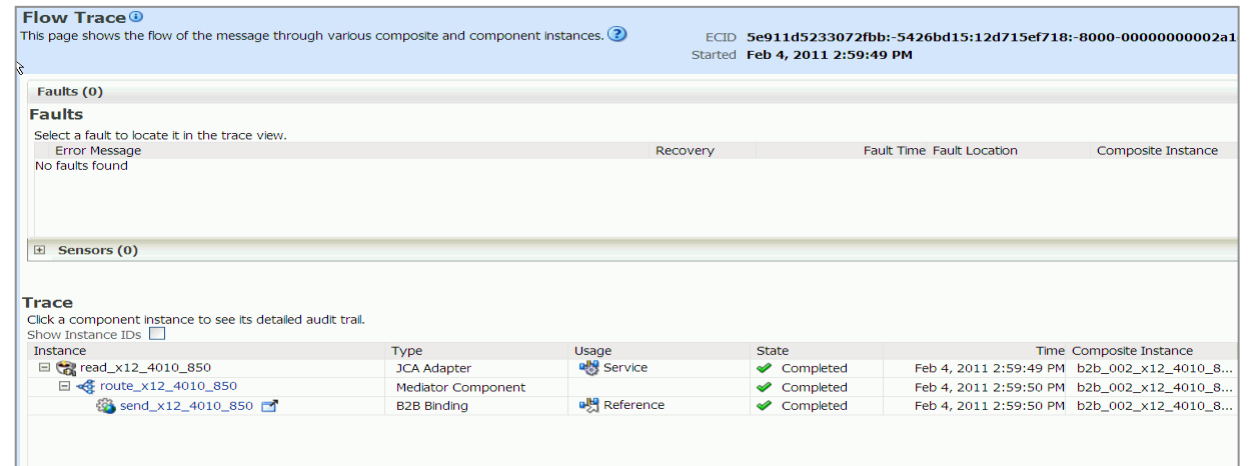 Flow Trace
This page shows the flow of the message through various composite and component instances. ?
ECID 5e911d5233072fbb:-5426bd15:12d715ef718:-8000-00000000002a1
Started Feb 4, 2011 2:59:49 PM
Faults (0)
Faults
Select a fault to locate it in the trace view.
Error Message Recovery Fault Time Fault Location Composite Instance
No faults found
Sensors (0)
Trace
Click a component instance to see its detailed audit trail.
Show Instance IDs
Instance Type Usage State Time Composite Instance
read_x12_4010_850 JCA Adapter Service Completed Feb 4, 2011 2:59:49 PM b2b_002_x12_4010_8...
route_x12_4010_850 Mediator Component Completed Feb 4, 2011 2:59:50 PM b2b_002_x12_4010_8...
send_x12_4010_850 B2B Binding Reference Completed Feb 4, 2011 2:59:50 PM b2b_002_x12_4010_8...